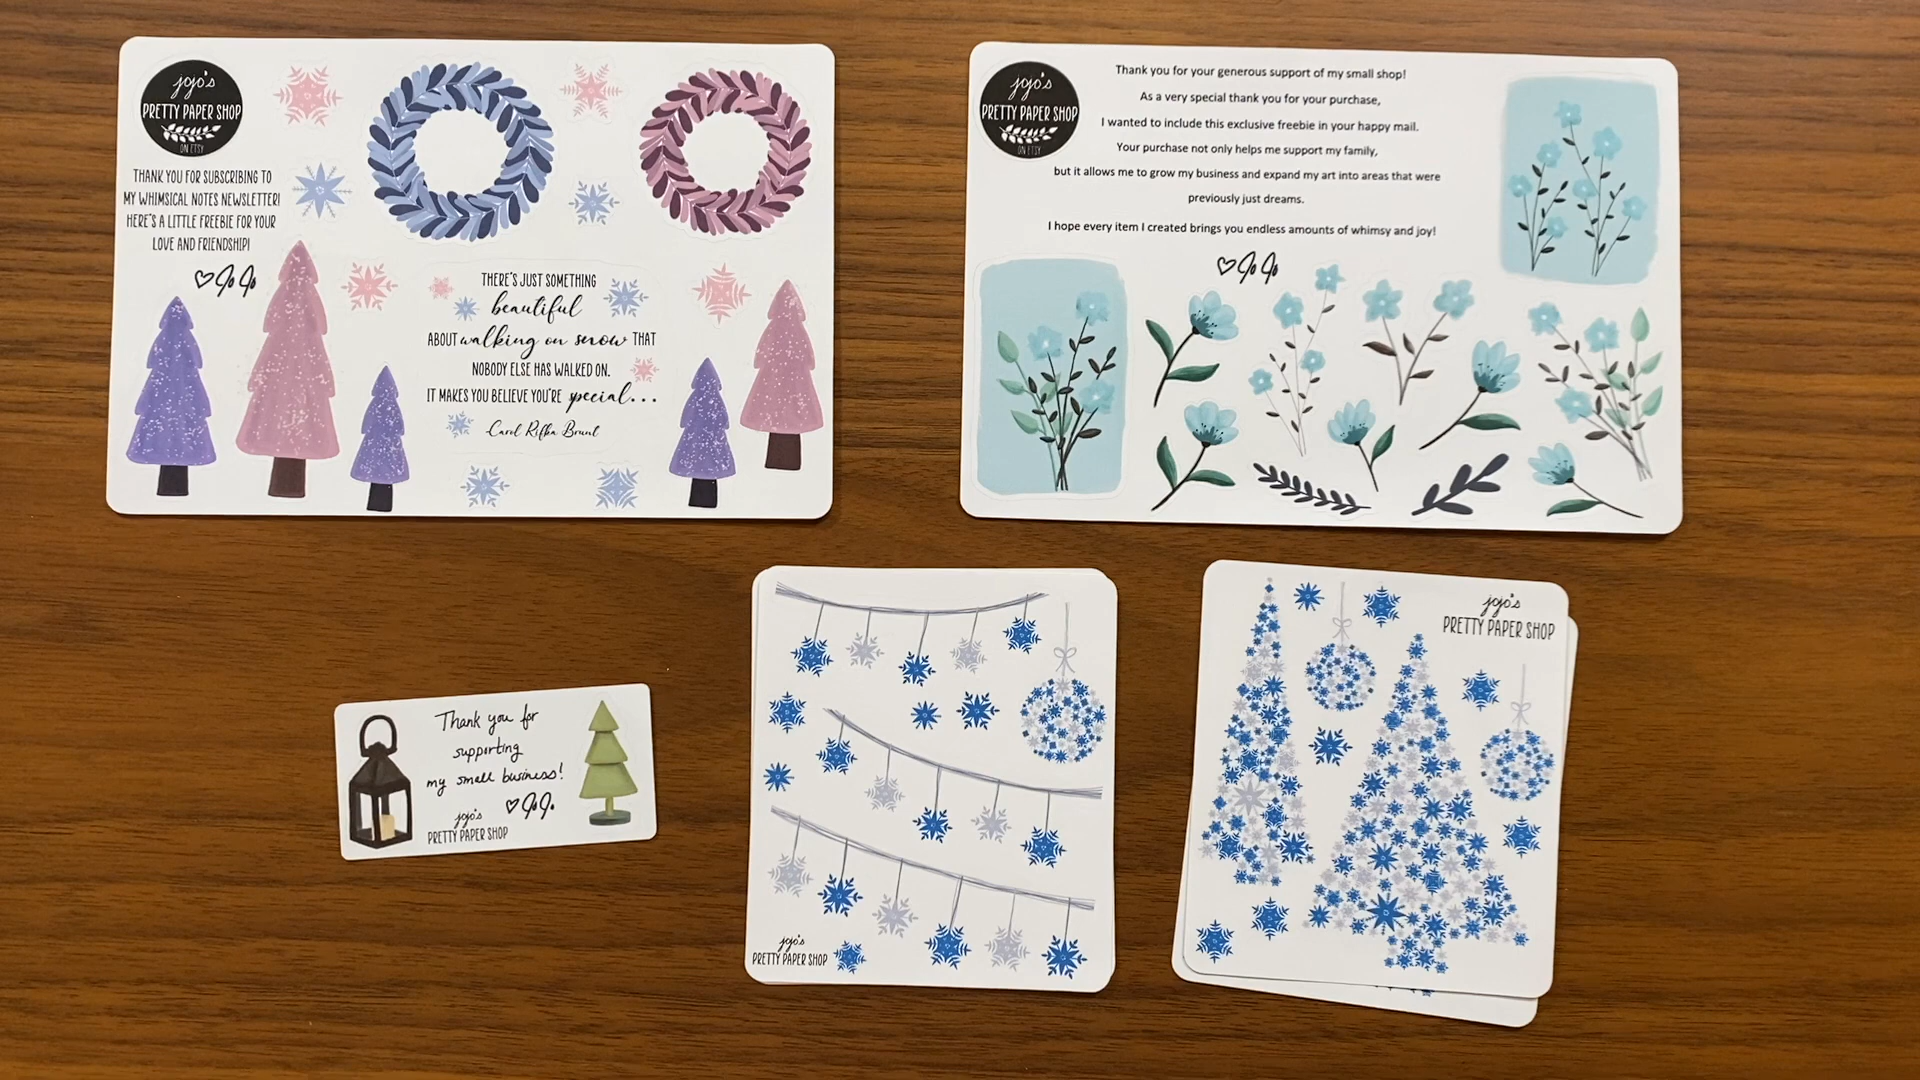 jojo's
PRETTY PAPER SHOP
ON ETSY
THANK YOU FOR SUBSCRIBING TO
MY WHIMSICAL NOTES NEWSLETTER!
HERE'S A LITTLE FREEBIE FOR YOUR
LOVE AND FRIENDSHIP!
JoJo
THERE'S JUST SOMETHING
beautiful
ABOUT walking on snow THAT
NOBODY ELSE HAS WALKED ON.
IT MAKES YOU BELIEVE YOU'RE special...
-Carol Rifka Brunt
jojo's
PRETTY PAPER SHOP
ON ETSY
Thank you for your generous support of my small shop!
As a very special thank you for your purchase,
I wanted to include this exclusive freebie in your happy mail.
Your purchase not only helps me support my family,
but it allows me to grow my business and expand my art into areas that were
previously just dreams.
I hope every item I created brings you endless amounts of whimsy and joy!
JoJo
Thank you for
supporting
my small business!
JoJo
jojo's
PRETTY PAPER SHOP
jojo's
PRETTY PAPER SHOP
jojo's
PRETTY PAPER SHOP